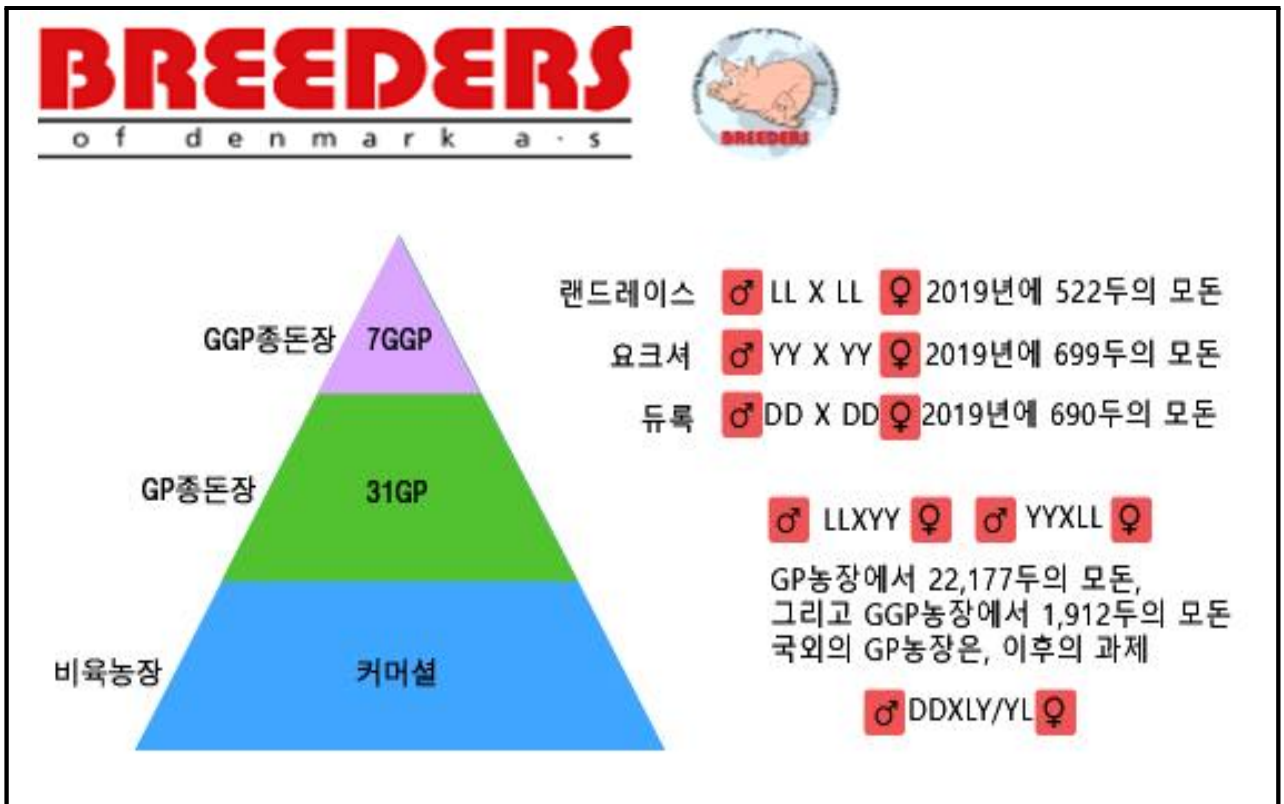 BREEDERS
of denmark a·s
BREEDERS
랜드레이스 ♂ LL X LL ♀ 2019년에 522두의 모돈
GGP종돈장 7GGP
요크셔 ♂ YY X YY ♀ 2019년에 699두의 모돈
듀록 ♂ DD X DD ♀ 2019년에 690두의 모돈
GP종돈장 31GP
♂ LLXYY ♀ ♂ YYXLL ♀
GP농장에서 22,177두의 모돈,
그리고 GGP농장에서 1,912두의 모돈
국외의 GP농장은, 이후의 과제
비육농장 커머셜
♂ DDXLY/YL ♀